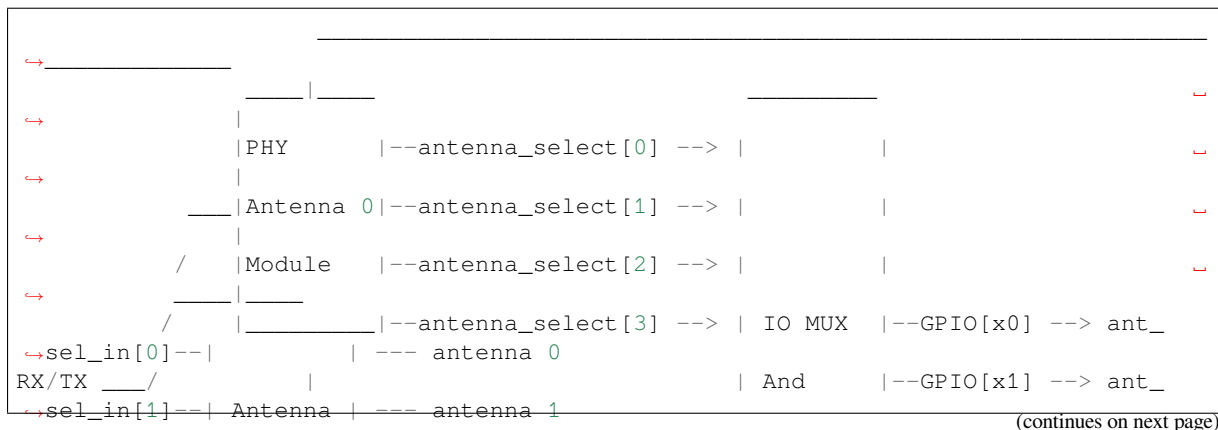 ______________________________________________________________
↪_____________
                ____|____                          _________                      ␣
↪               |
                |PHY      |--antenna_select[0] --> |         |                    ␣
↪               |
             ___|Antenna 0|--antenna_select[1] --> |         |                    ␣
↪               |
            /   |Module   |--antenna_select[2] --> |         |                    ␣
↪          ____|____
           /    |_________|--antenna_select[3] --> | IO MUX  |--GPIO[x0] --> ant_
↪sel_in[0]--|         | --- antenna 0
RX/TX ___/           |                             | And     |--GPIO[x1] --> ant_
↪sel_in[1]--| Antenna | --- antenna 1
(continues on next page)